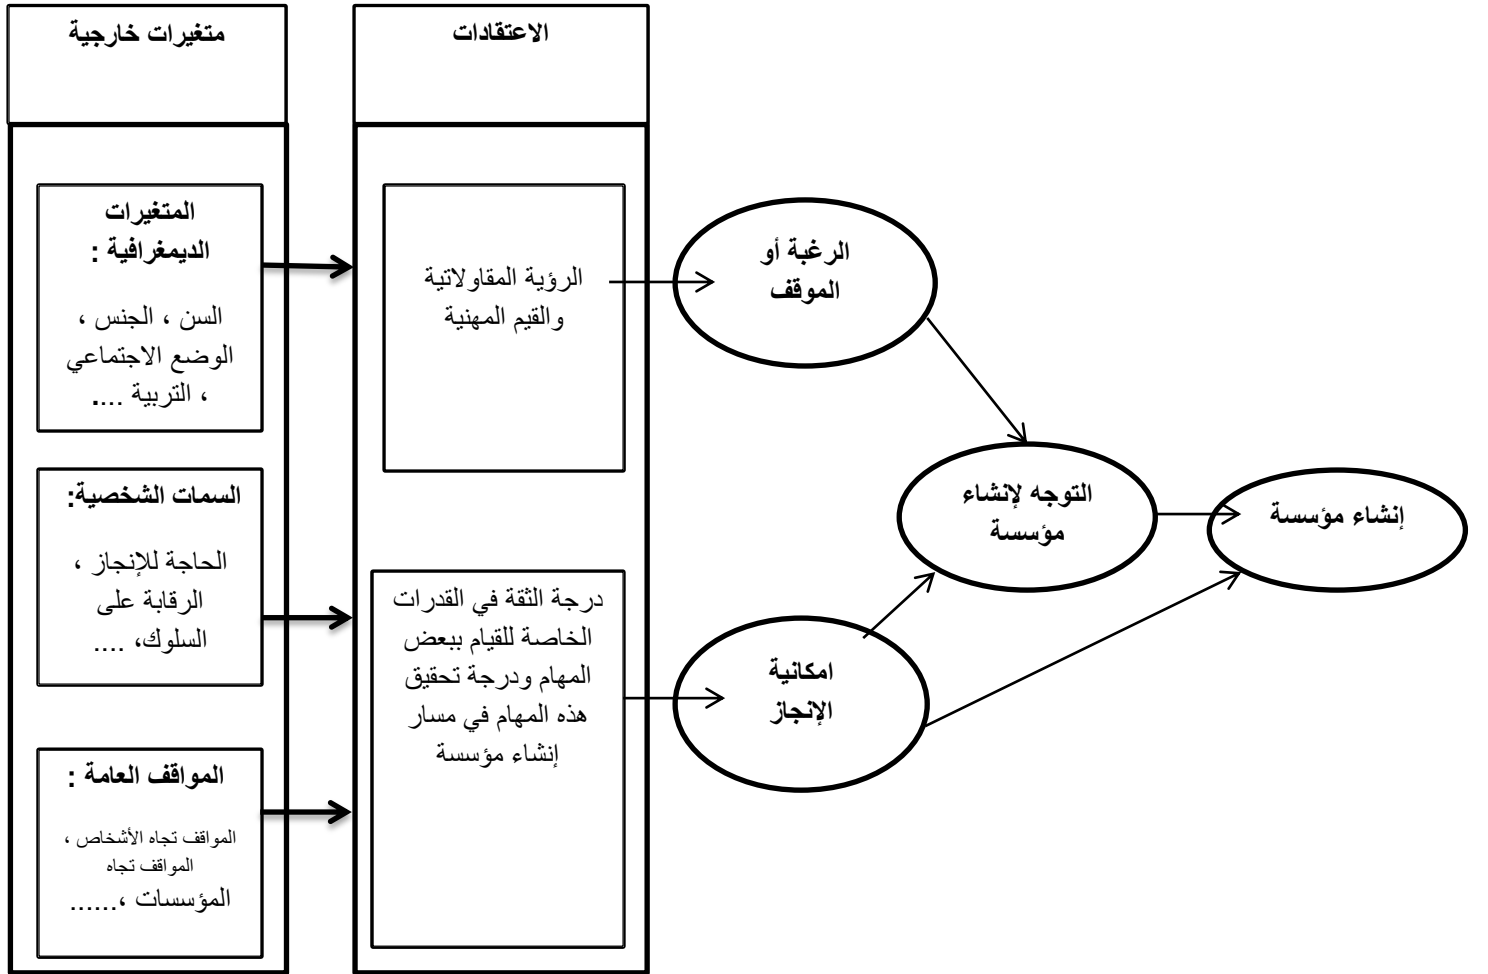 متغيرات خارجية
المتغيرات
الديمغرافية :
السن ، الجنس ،
الوضع الاجتماعي
، التربية ....
السمات الشخصية:
الحاجة للإنجاز ،
الرقابة على
السلوك، ....
المواقف العامة :
المواقف تجاه الأشخاص ،
المواقف تجاه
المؤسسات ،......
الاعتقادات
الرؤية المقاولاتية
والقيم المهنية
درجة الثقة في القدرات
الخاصة للقيام ببعض
المهام ودرجة تحقيق
هذه المهام في مسار
إنشاء مؤسسة
الرغبة أو
الموقف
امكانية
الإنجاز
التوجه لإنشاء
مؤسسة
إنشاء مؤسسة